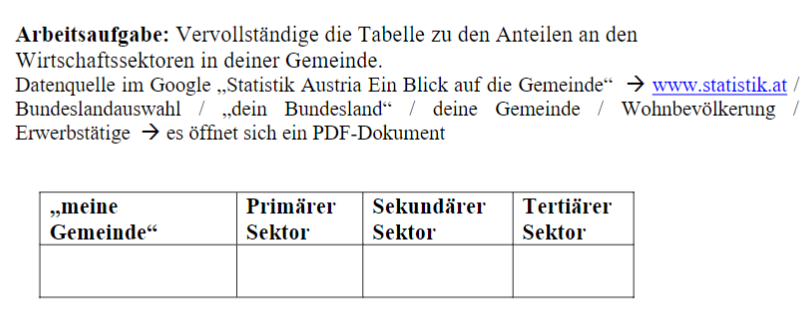 Arbeitsaufgabe: Vervollständige die Tabelle zu den Anteilen an den
Wirtschaftssektoren in deiner Gemeinde.
Datenquelle im Google „Statistik Austria Ein Blick auf die Gemeinde“ → www.statistik.at /
Bundeslandauswahl / „dein Bundesland“ / deine Gemeinde / Wohnbevölkerung /
Erwerbstätige → es öffnet sich ein PDF-Dokument
„meine
Gemeinde“
Primärer
Sektor
Sekundärer
Sektor
Tertiärer
Sektor